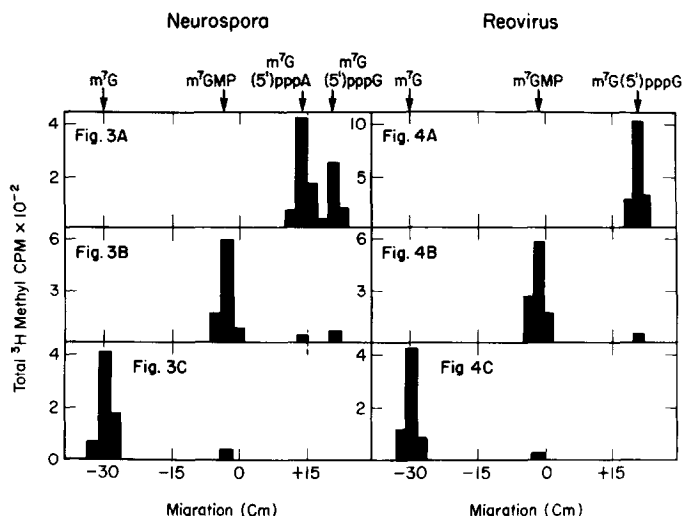 Neurospora Reovirus
m⁷G m⁷GMP m⁷G (5')pppA m⁷G (5')pppG m⁷G m⁷GMP m⁷G(5')pppG
Total ³H Methyl CPM × 10⁻²
4 Fig. 3A 10 Fig. 4A
2 5
6 Fig. 3B 6 Fig. 4B
3 3
4 Fig. 3C 4 Fig 4C
2 2
0
-30 -15 0 +15 -30 -15 0 +15
Migration (Cm) Migration (Cm)